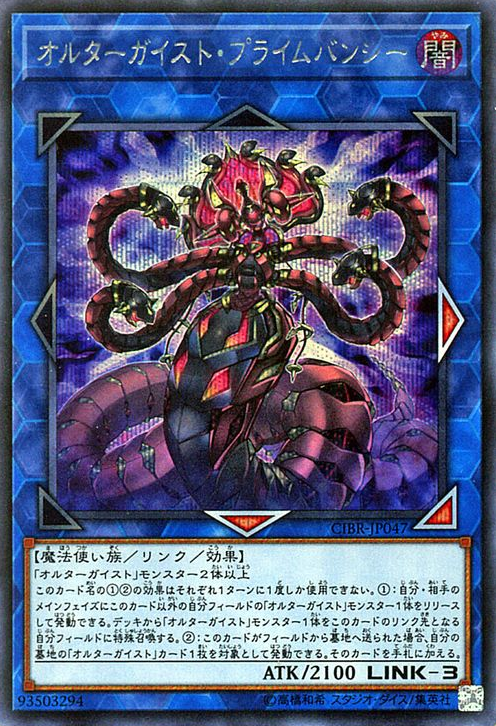 オルターガイスト・プライムバンシー
闇
CIBR-JP047
【魔法使い族／リンク／効果】
「オルターガイスト」モンスター２体以上
このカード名の①②の効果はそれぞれ１ターンに１度しか使用できない。①：自分・相手の
メインフェイズにこのカード以外の自分フィールドの「オルターガイスト」モンスター１体をリリース
して発動できる。デッキから「オルターガイスト」モンスター１体をこのカードのリンク先となる
自分フィールドに特殊召喚する。②：このカードがフィールドから墓地へ送られた場合、自分の
墓地の「オルターガイスト」カード１枚を対象として発動できる。そのカードを手札に加える。
ATK/2100 LINK-3
93503294 ©高橋和希 スタジオ・ダイス/集英社